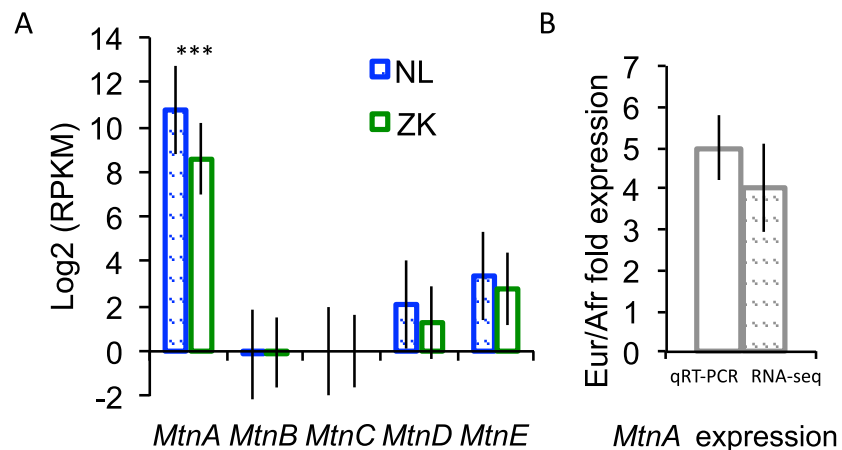 A
Log2 (RPKM)
14
12
10
8
6
4
2
0
-2
***
NL
ZK
MtnA MtnB MtnC MtnD MtnE
B
Eur/Afr fold expression
7
6
5
4
3
2
1
0
qRT-PCR RNA-seq
MtnA expression